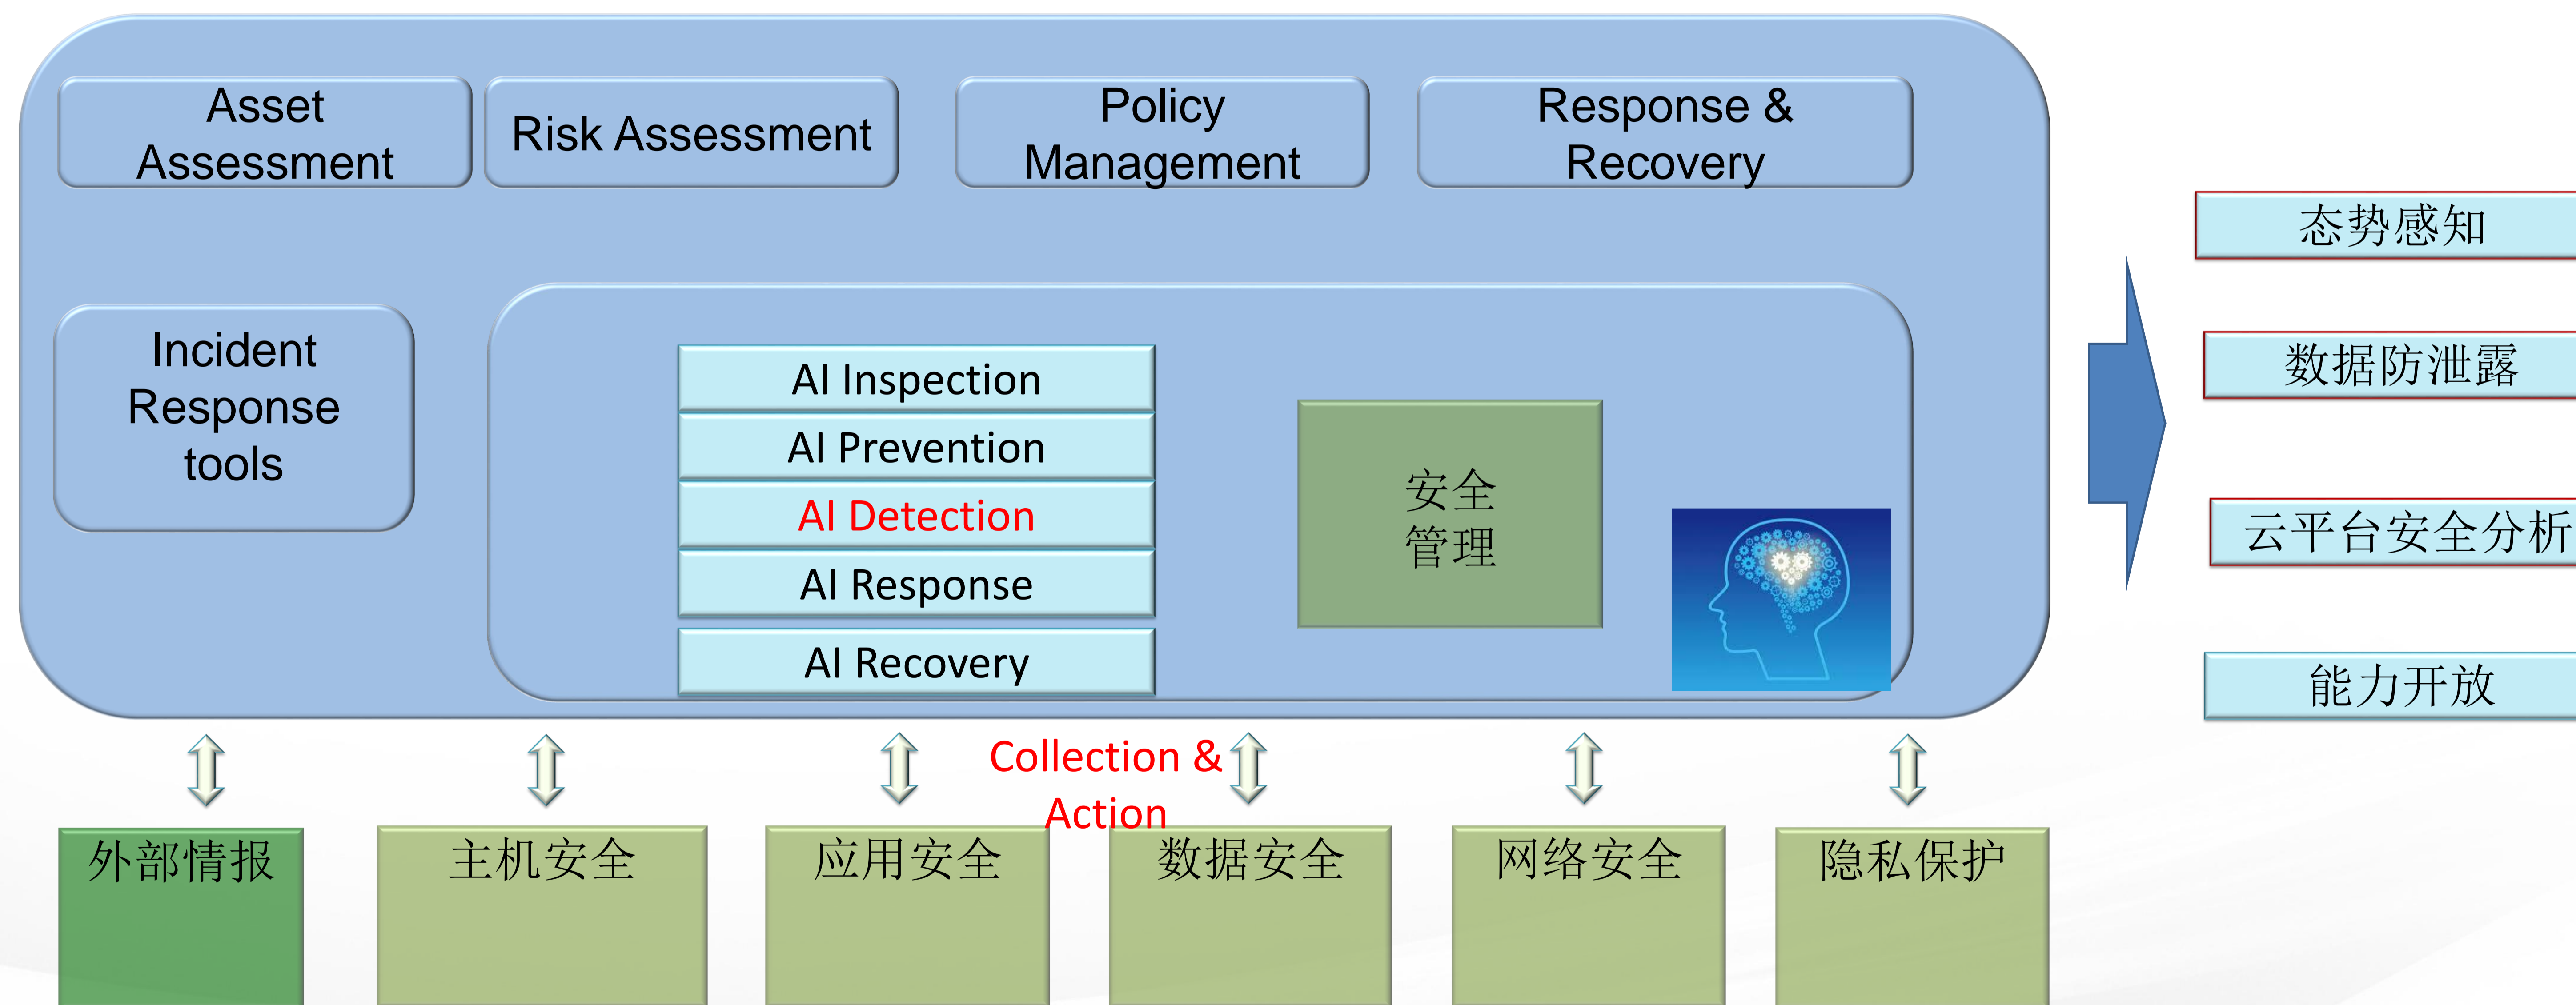 Asset
Assessment
Risk Assessment
Policy
Management
Response &
Recovery
Incident
Response
tools
AI Inspection
AI Prevention
AI Detection
AI Response
AI Recovery
安全
管理
态势感知
数据防泄露
云平台安全分析
能力开放
Collection &
Action
外部情报
主机安全
应用安全
数据安全
网络安全
隐私保护